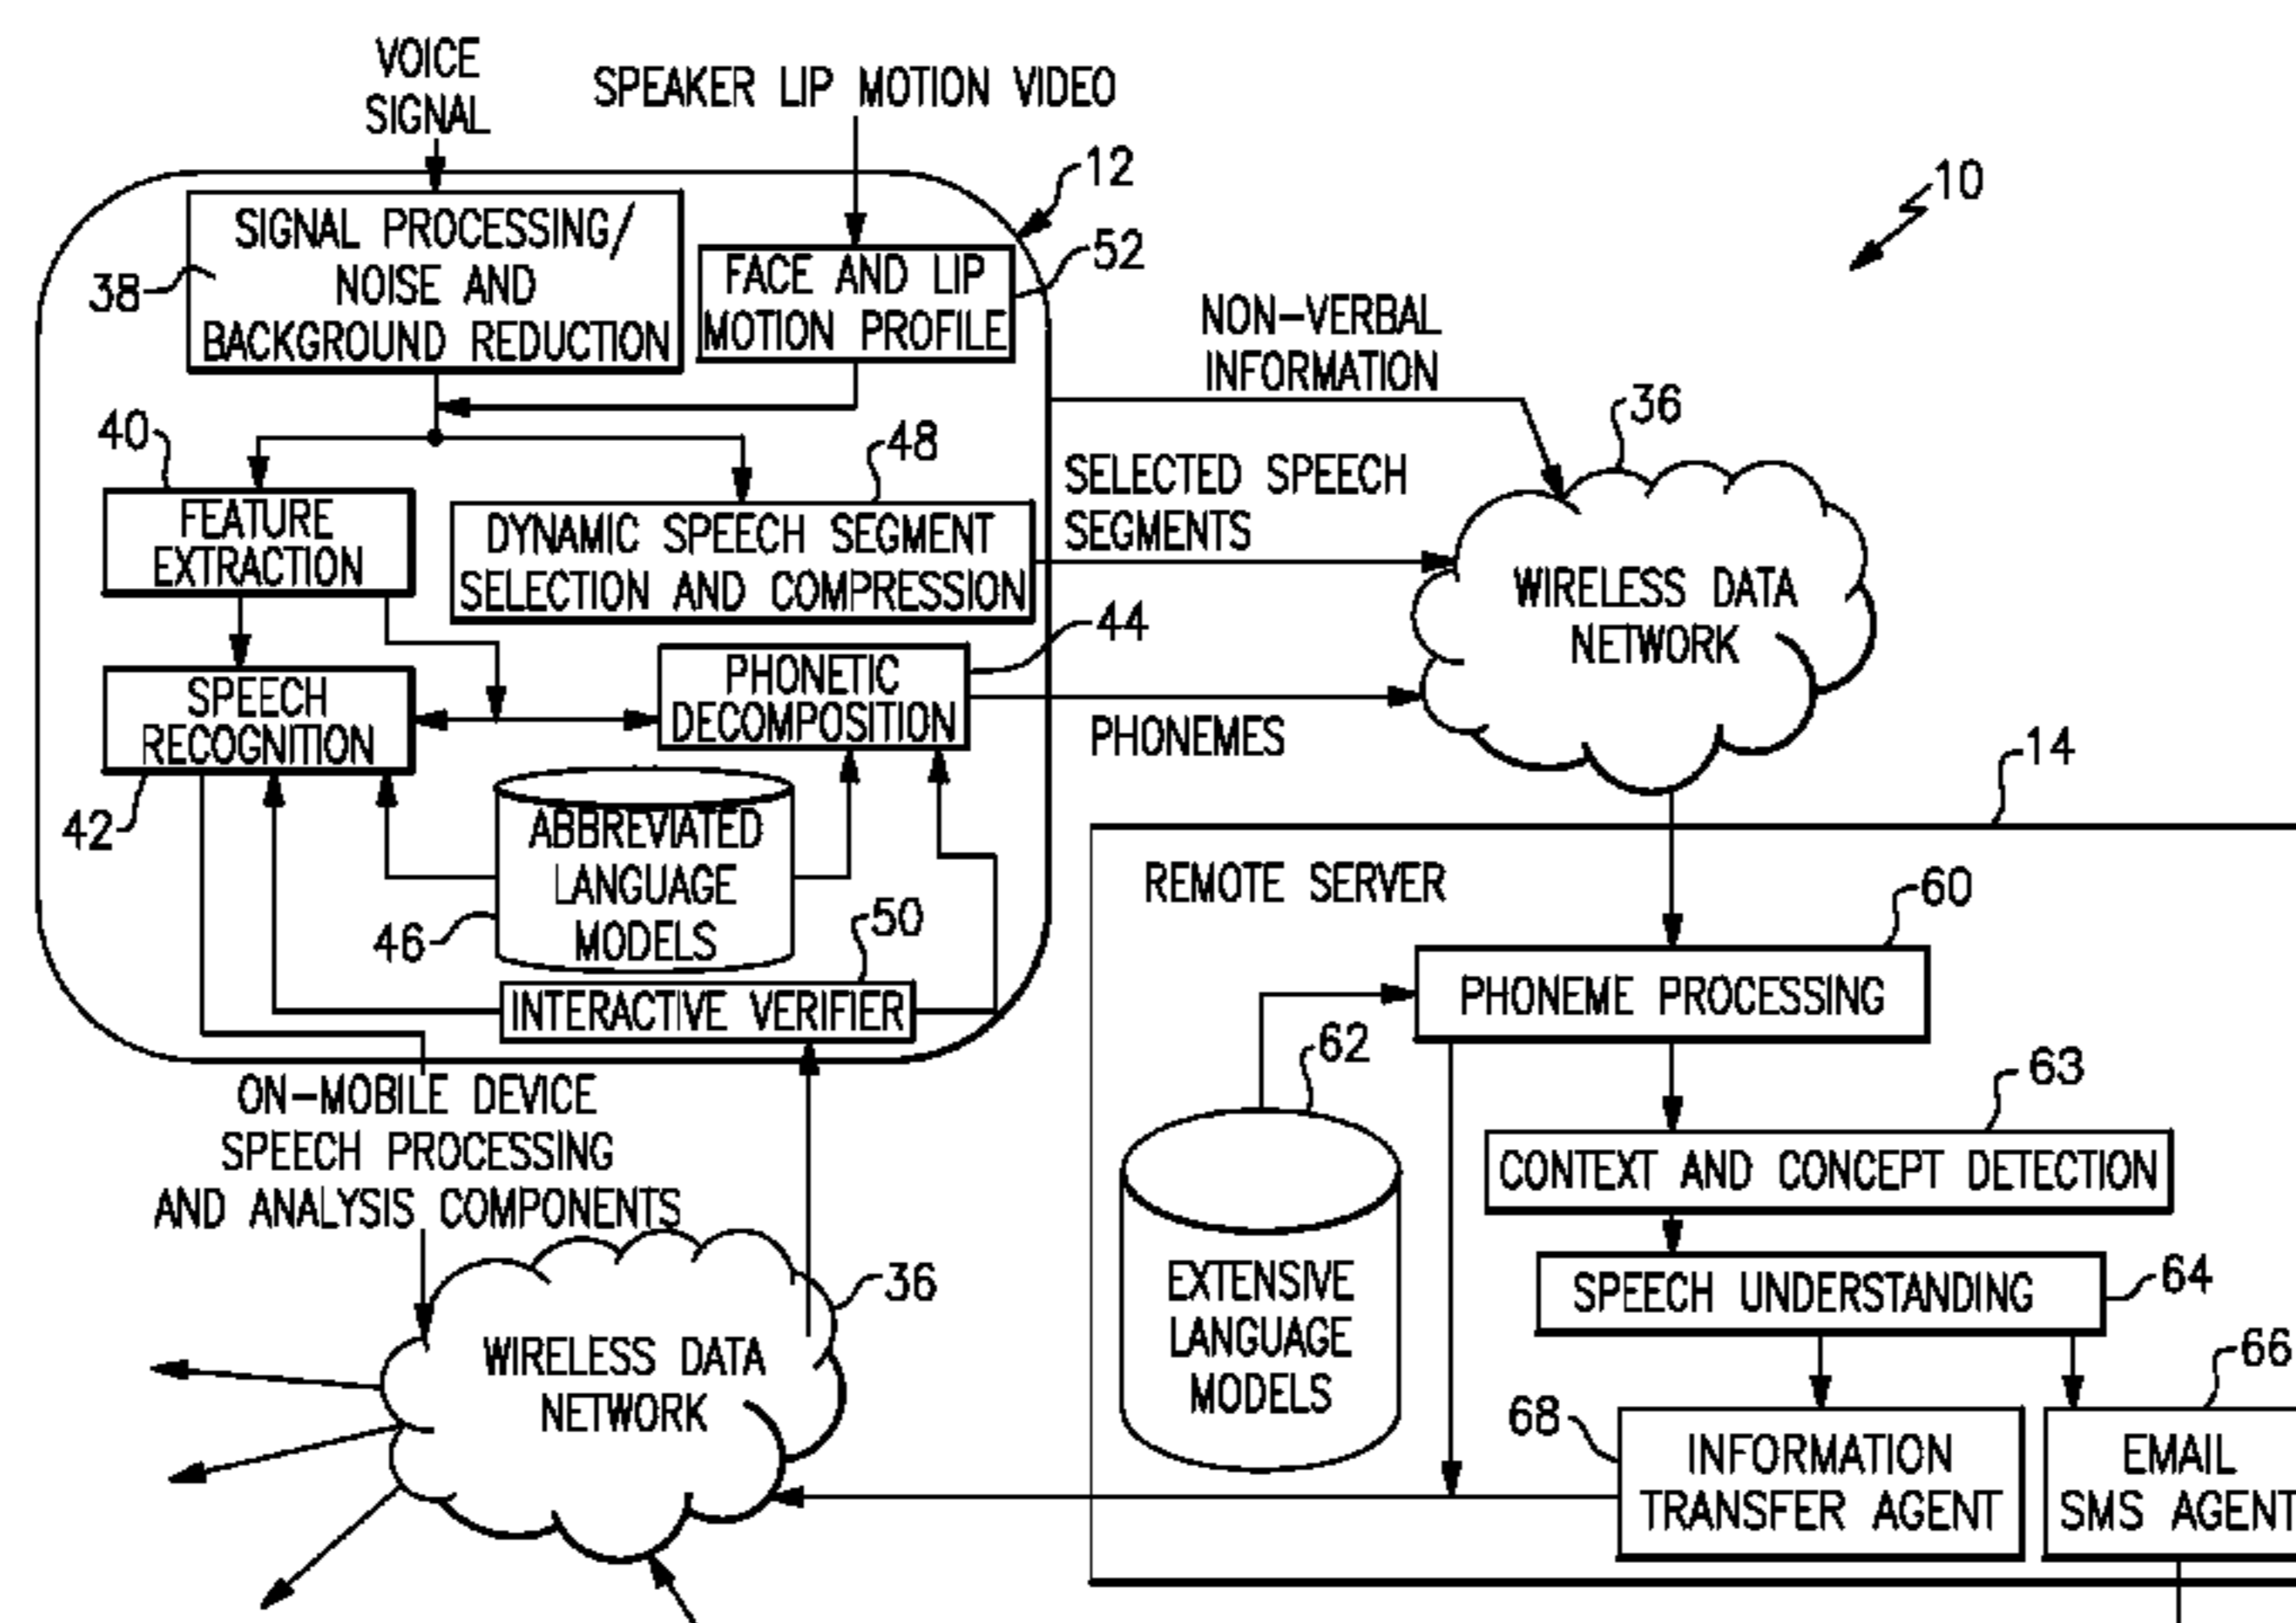 VOICE
SIGNAL
SPEAKER LIP MOTION VIDEO
12
10
SIGNAL PROCESSING/
NOISE AND
BACKGROUND REDUCTION
38
FACE AND LIP
MOTION PROFILE
52
NON-VERBAL
INFORMATION
36
40
48
SELECTED SPEECH
SEGMENTS
FEATURE
EXTRACTION
DYNAMIC SPEECH SEGMENT
SELECTION AND COMPRESSION
WIRELESS DATA
NETWORK
44
SPEECH
RECOGNITION
PHONETIC
DECOMPOSITION
PHONEMES
14
42
ABBREVIATED
LANGUAGE
MODELS
46
50
REMOTE SERVER
60
INTERACTIVE VERIFIER
PHONEME PROCESSING
62
63
ON-MOBILE DEVICE
SPEECH PROCESSING
AND ANALYSIS COMPONENTS
CONTEXT AND CONCEPT DETECTION
36
EXTENSIVE
LANGUAGE
MODELS
SPEECH UNDERSTANDING
64
WIRELESS DATA
NETWORK
66
68
INFORMATION
TRANSFER AGENT
EMAIL
SMS AGENT